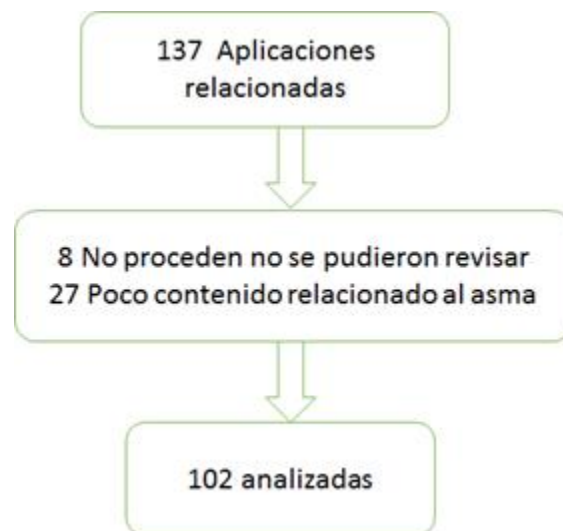 137 Aplicaciones
relacionadas
8 No proceden no se pudieron revisar
27 Poco contenido relacionado al asma
102 analizadas